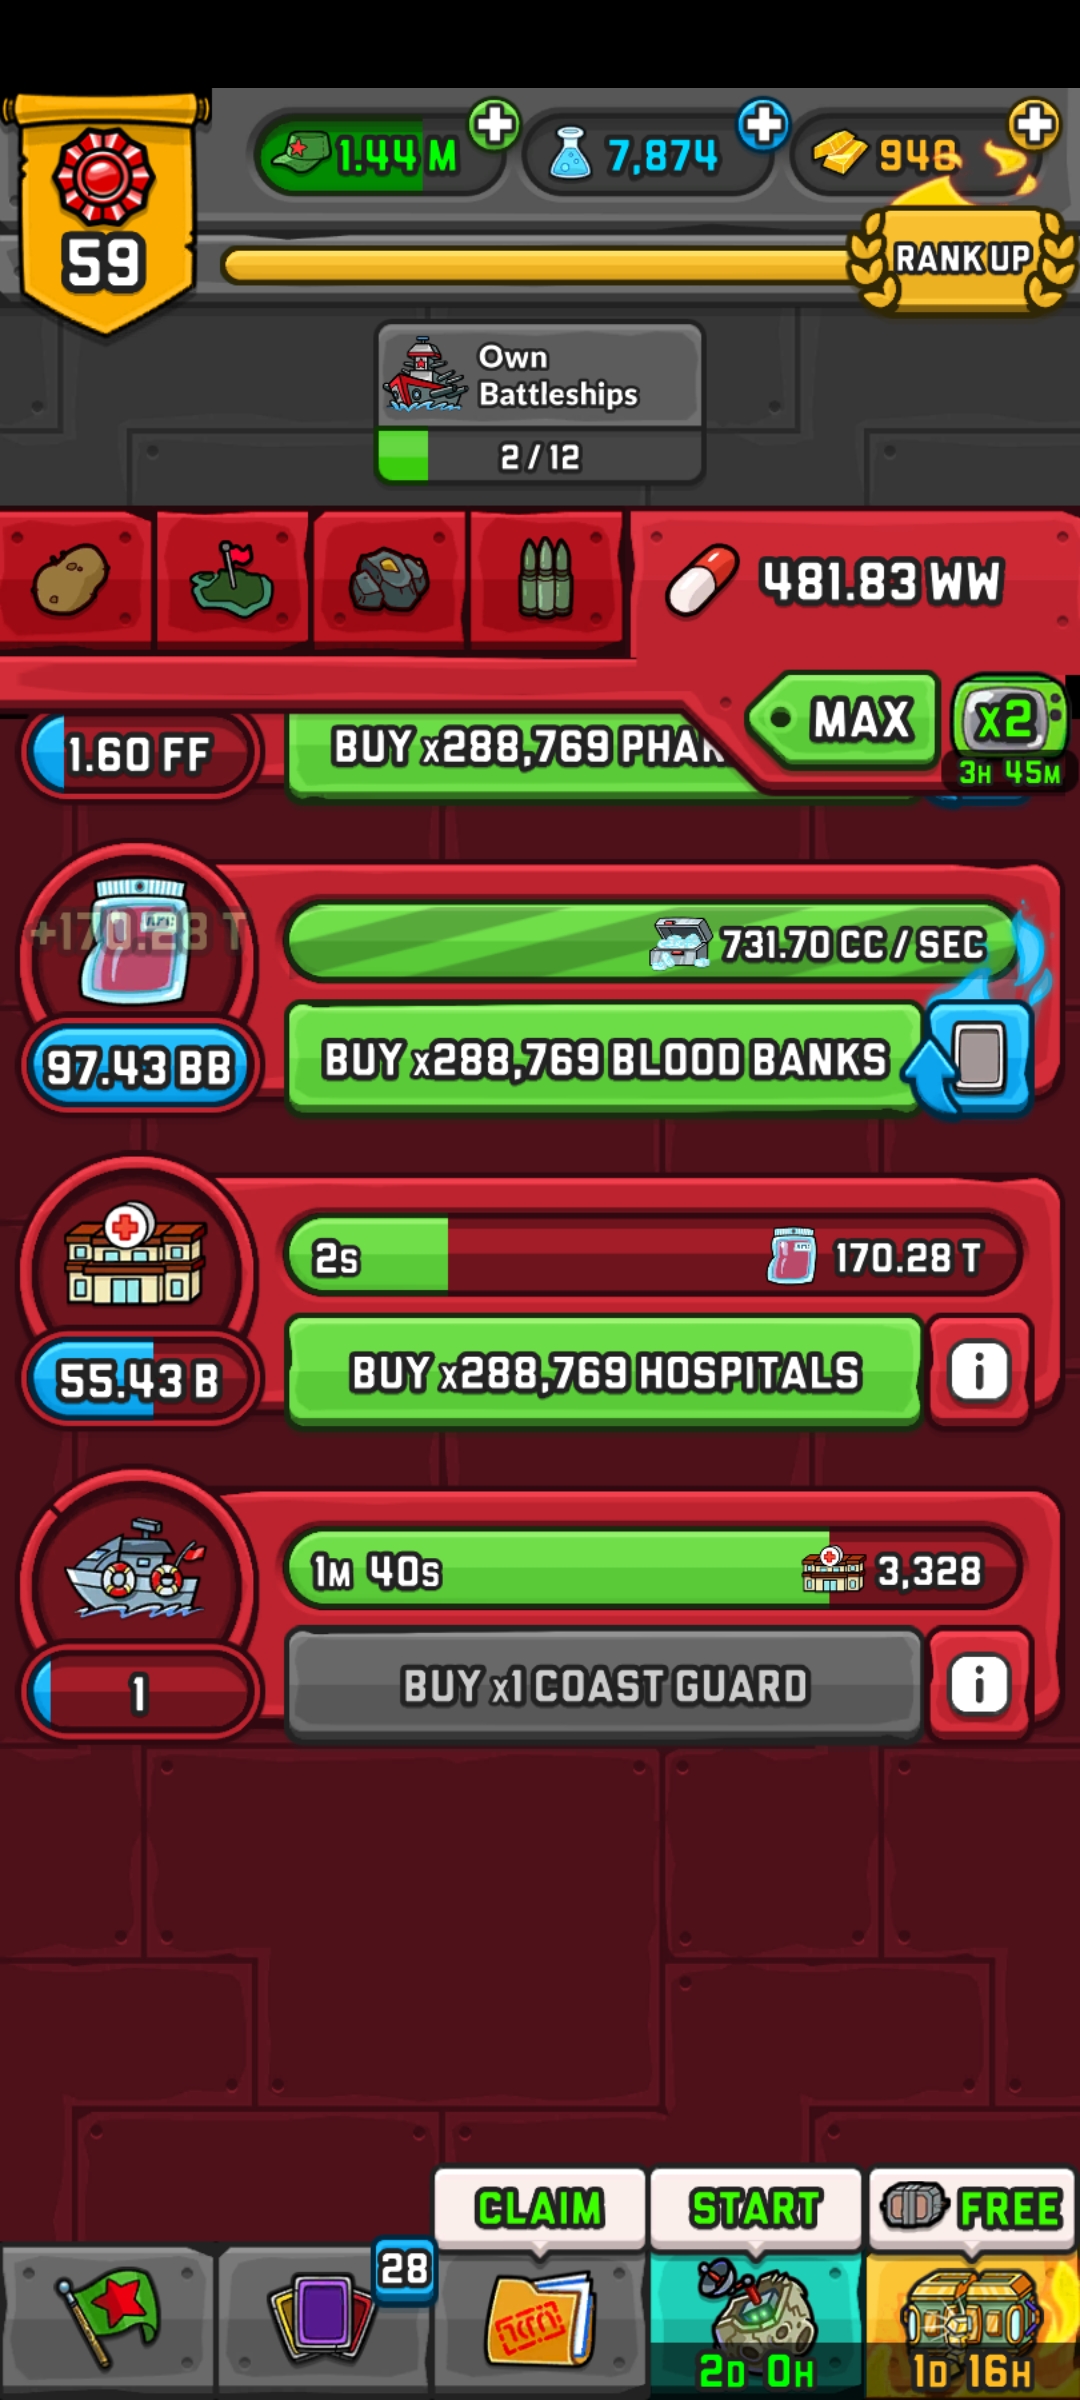 59
1.44 M
7,874
948
RANK UP
Own
Battleships
2 / 12
481.83 WW
MAX
x2
3H 45M
1.60 FF
BUY x288,769
+170.28 T
731.70 CC / SEC
97.43 BB
BUY x288,769 BLOOD BANKS
2S
170.28 T
55.43 B
BUY x288,769 HOSPITALS
i
1M 40S
3,328
1
BUY x1 COAST GUARD
i
CLAIM
START
FREE
28
2D 0H
1D 16H